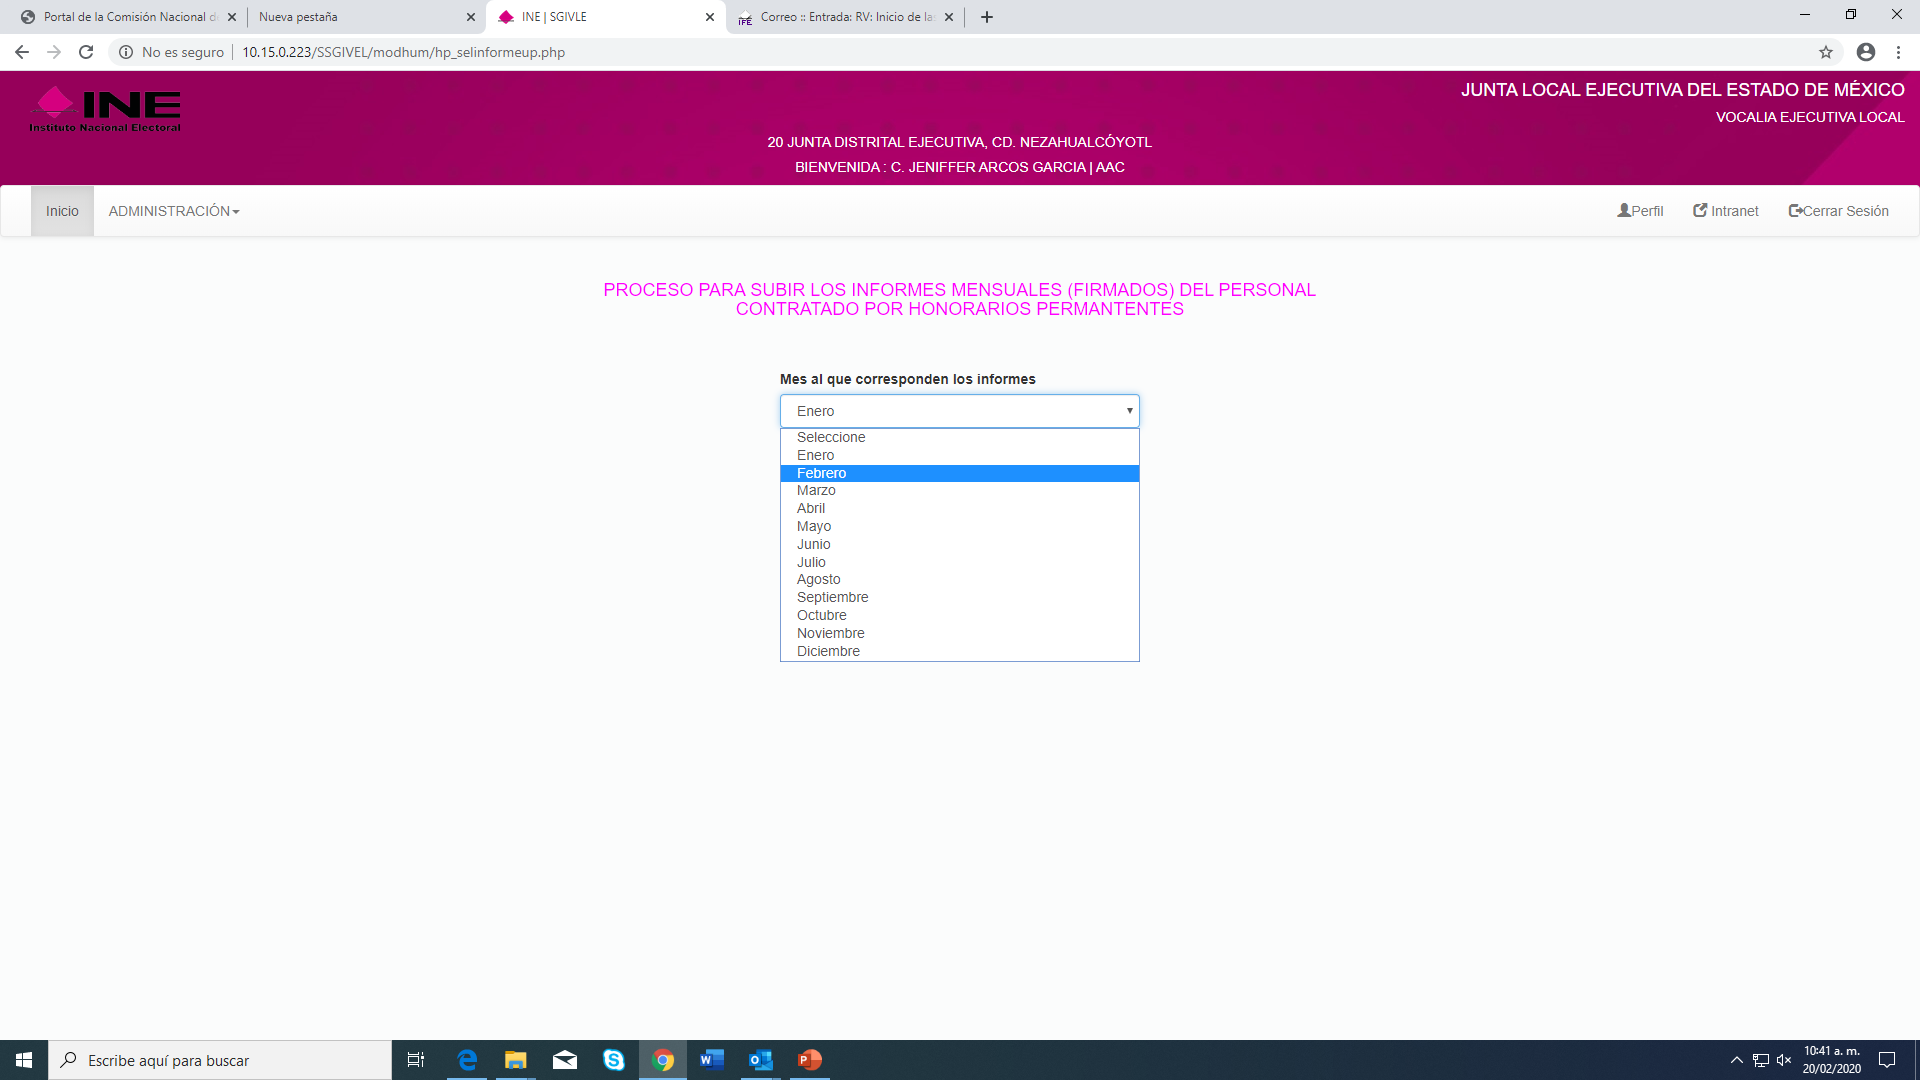 Portal de la Comisión Nacional d
Nueva pestaña
INE | SGIVLE
Correo :: Entrada: RV: Inicio de la
No es seguro
10.15.0.223/SSGIVEL/modhum/hp_selinformeup.php
INE
Instituto Nacional Electoral
JUNTA LOCAL EJECUTIVA DEL ESTADO DE MÉXICO
VOCALIA EJECUTIVA LOCAL
20 JUNTA DISTRITAL EJECUTIVA, CD. NEZAHUALCÓYOTL
BIENVENIDA : C. JENIFFER ARCOS GARCIA | AAC
Inicio
ADMINISTRACIÓN
Perfil
Intranet
Cerrar Sesión
PROCESO PARA SUBIR LOS INFORMES MENSUALES (FIRMADOS) DEL PERSONAL
CONTRATADO POR HONORARIOS PERMANTENTES
Mes al que corresponden los informes
Enero
Seleccione
Enero
Febrero
Marzo
Abril
Mayo
Junio
Julio
Agosto
Septiembre
Octubre
Noviembre
Diciembre
Escribe aquí para buscar
10:41 a. m.
20/02/2020